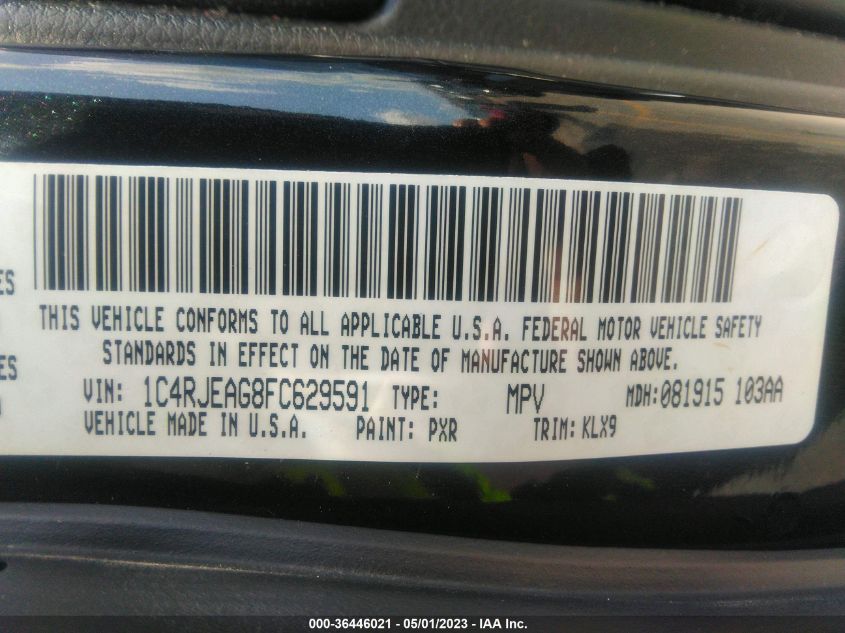 ES
THIS VEHICLE CONFORMS TO ALL APPLICABLE U.S.A. FEDERAL MOTOR VEHICLE SAFETY
STANDARDS IN EFFECT ON THE DATE OF MANUFACTURE SHOWN ABOVE.
ES
VIN: 1C4RJEAG8FC629591 TYPE: MPV MDH:081915 103AA
VEHICLE MADE IN U.S.A. PAINT: PXR TRIM: KLX9
000-36446021 - 05/01/2023 - IAA Inc.